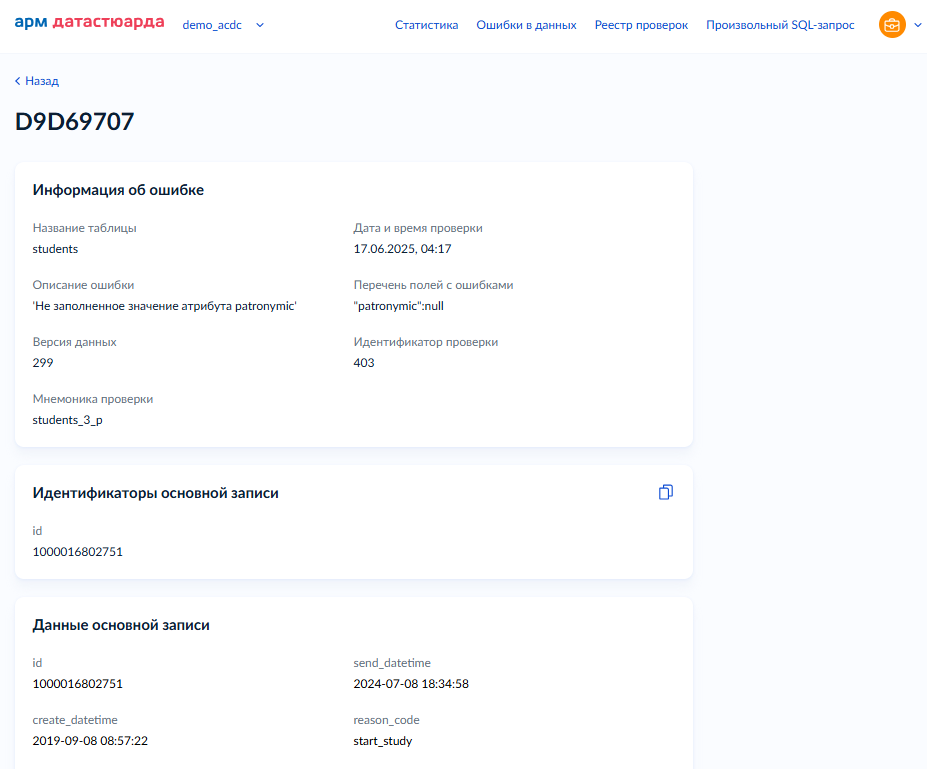 арм датастюарда demo_acdc Статистика Ошибки в данных Реестр проверок Произвольный SQL-запрос
Назад
D9D69707
Информация об ошибке
Название таблицы Дата и время проверки
students 17.06.2025, 04:17
Описание ошибки Перечень полей с ошибками
'Не заполненное значение атрибута patronymic' "patronymic":null
Версия данных Идентификатор проверки
299 403
Мнемоника проверки
students_3_p
Идентификаторы основной записи
id
1000016802751
Данные основной записи
id send_datetime
1000016802751 2024-07-08 18:34:58
create_datetime reason_code
2019-09-08 08:57:22 start_study